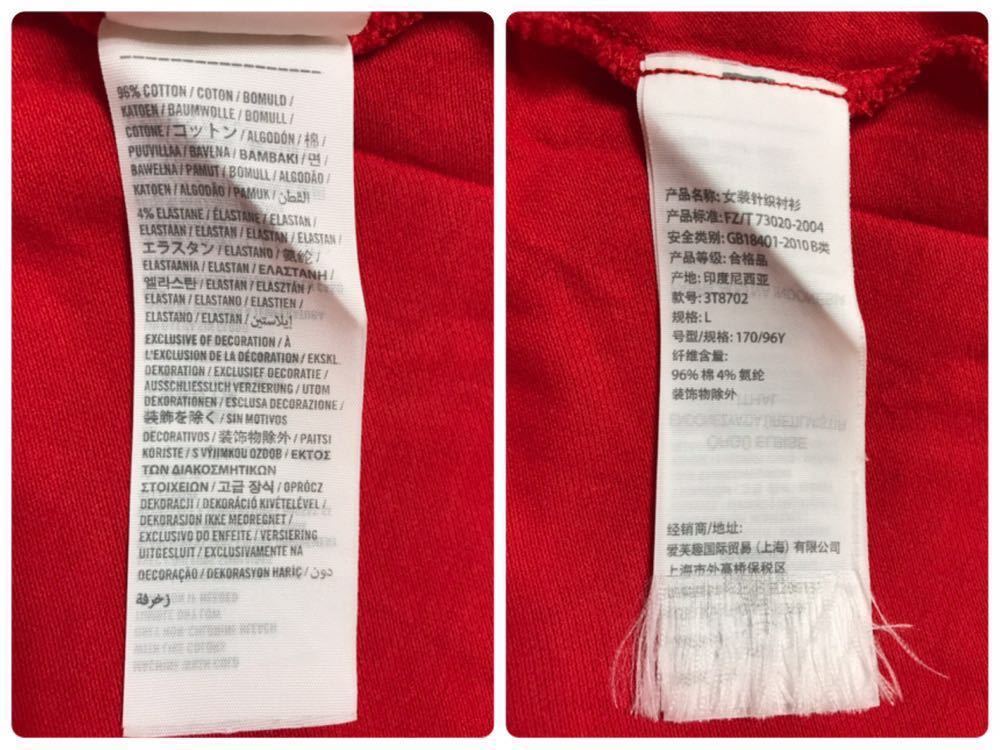 96% COTTON / COTON / BOMULD /
KATOEN / BAUMWOLLE / BOMULL /
COTONE / コットン / ALGODÓN / 棉 /
PUUVILLAA / BAVLNA / BAMBAKI / 면 /
BAWEŁNA / PAMUT / BOMULL / ALGODÃO /
KATOEN / ALGODÃO / PAMUK / القطن
4% ELASTANE / ÉLASTANE / ELASTAN /
ELASTAAN / ELASTAN / ELASTAN / ELASTAN /
エラスタン / ELASTANO / 氨纶 /
ELASTAANIA / ELASTAN / ΕΛΑΣΤΑΝΗ /
엘라스탄 / ELASTAN / ELASZTÁN /
ELASTAN / ELASTANO / ELASTIEN /
ELASTANO / ELASTAN / إيلاستين
EXCLUSIVE OF DECORATION / À
L'EXCLUSION DE LA DÉCORATION / EKSKL.
DEKORATION / EXCLUSIEF DECORATIE /
AUSSCHLIESSLICH VERZIERUNG / UTOM
DEKORATIONEN / ESCLUSA DECORAZIONE /
装飾を除く / SIN MOTIVOS
DECORATIVOS / 装饰物除外 / PAITSI
KORISTE / S VÝJIMKOU OZDOB / ΕΚΤΟΣ
ΤΩΝ ΔΙΑΚΟΣΜΗΤΙΚΩΝ
ΣΤΟΙΧΕΙΩΝ / 고급 장식 / OPRÓCZ
DEKORACJI / DEKORÁCIÓ KIVÉTELÉVEL /
DEKORASJON IKKE MEDREGNET /
EXCLUSIVO DO ENFEITE / VERSIERING
UITGESLUIT / EXCLUSIVAMENTE NA
DECORAÇÃO / DEKORASYON HARIÇ / دون
زخرفة
产品名称: 女装针织衬衫
产品标准: FZ/T 73020-2004
安全类别: GB18401-2010 B类
产品等级: 合格品
产地: 印度尼西亚
款号: 3T8702
规格: L
号型/规格: 170/96Y
纤维含量:
96% 棉 4% 氨纶
装饰物除外
经销商/地址:
爱芙趣国际贸易 (上海) 有限公司
上海市外高桥保税区